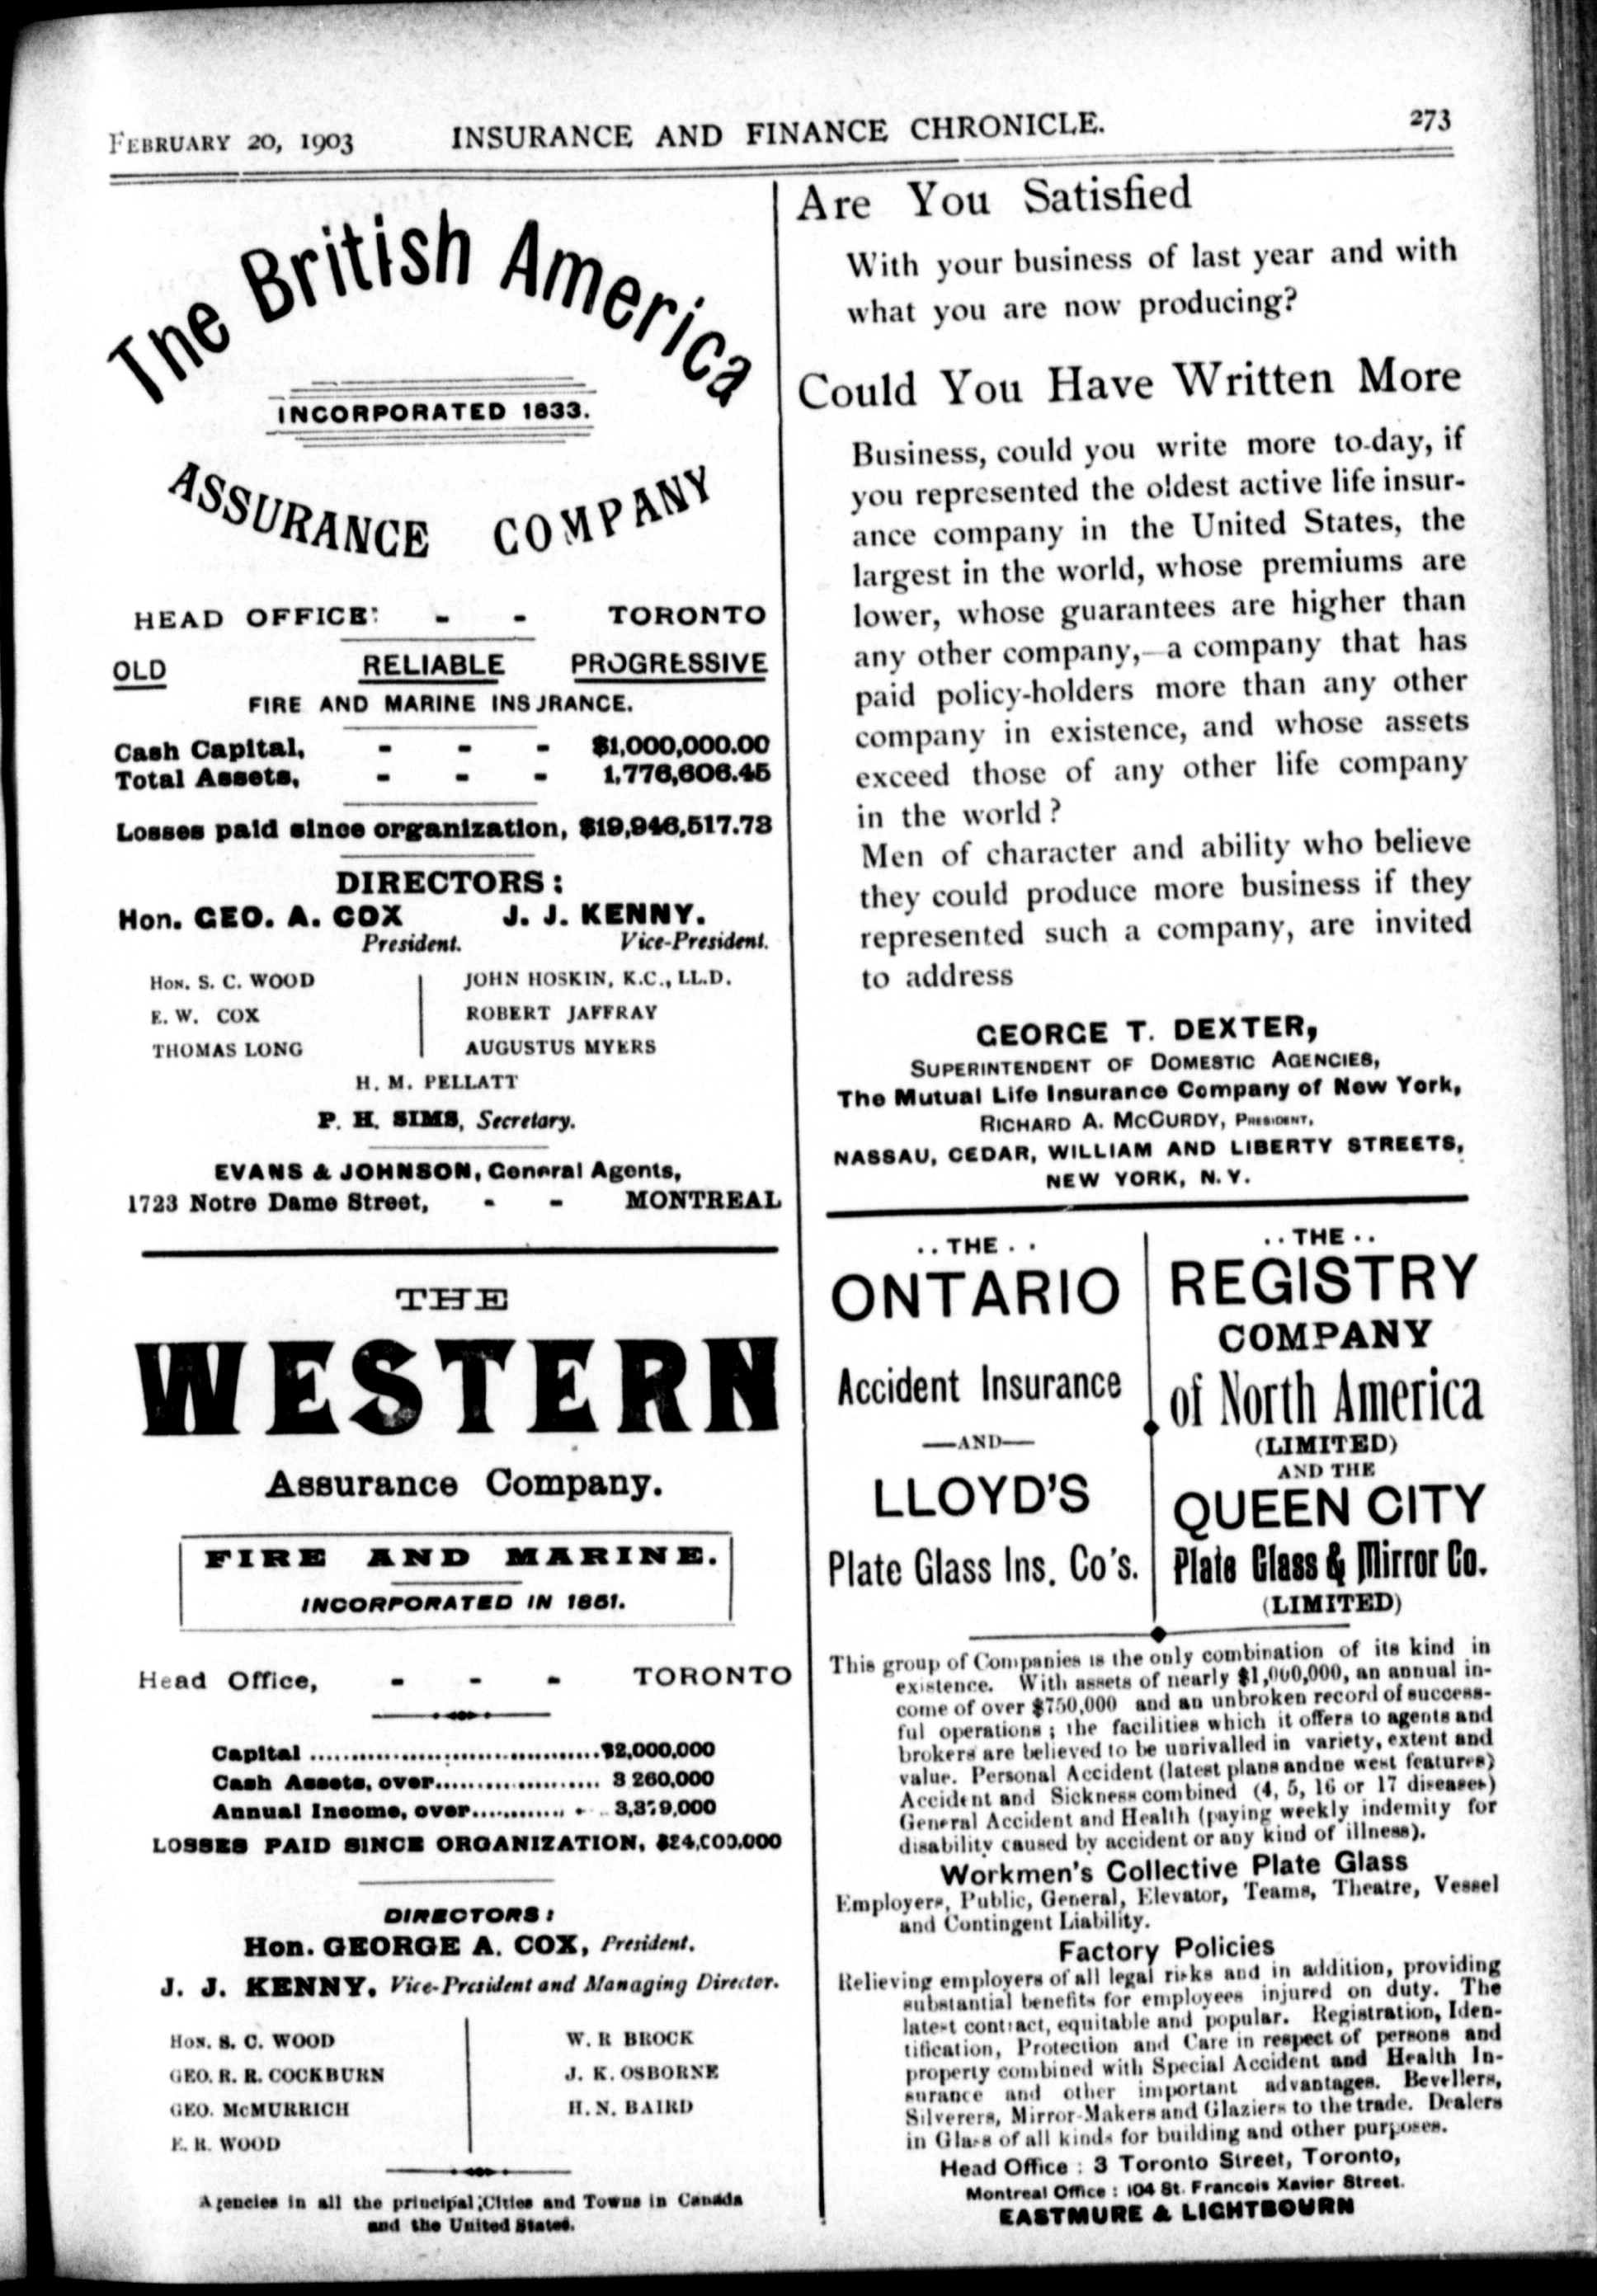 FEBRUARY 20, 1903 INSURANCE AND FINANCE CHRONICLE. 273
The British America
INCORPORATED 1833.
ASSURANCE COMPANY
HEAD OFFICE: - - TORONTO
OLD RELIABLE PROGRESSIVE
FIRE AND MARINE INSURANCE.
Cash Capital, - - - $1,000,000.00
Total Assets, - - - 1,776,606.45
Losses paid since organization, $19,946,517.73
DIRECTORS:
Hon. GEO. A. COX J. J. KENNY.
President. Vice-President.
HON. S. C. WOOD JOHN HOSKIN, K.C., LL.D.
E. W. COX ROBERT JAFFRAY
THOMAS LONG AUGUSTUS MYERS
H. M. PELLATT
P. H. SIMS, Secretary.
EVANS & JOHNSON, General Agents,
1723 Notre Dame Street, - - MONTREAL
THE
WESTERN
Assurance Company.
FIRE AND MARINE.
INCORPORATED IN 1851.
Head Office, - - - TORONTO
Capital ........................................ $2,000,000
Cash Assets, over...................... 3 260,000
Annual Income, over............ 3,379,000
LOSSES PAID SINCE ORGANIZATION, $24,000,000
DIRECTORS:
Hon. GEORGE A. COX, President.
J. J. KENNY, Vice-President and Managing Director.
HON. S. C. WOOD W. R BROCK
GEO. R. R. COCKBURN J. K. OSBORNE
GEO. McMURRICH H. N. BAIRD
E. R. WOOD
Agencies in all the principal Cities and Towns in Canada
and the United States.
Are You Satisfied
With your business of last year and with
what you are now producing?
Could You Have Written More
Business, could you write more to-day, if
you represented the oldest active life insur-
ance company in the United States, the
largest in the world, whose premiums are
lower, whose guarantees are higher than
any other company,—a company that has
paid policy-holders more than any other
company in existence, and whose assets
exceed those of any other life company
in the world?
Men of character and ability who believe
they could produce more business if they
represented such a company, are invited
to address
GEORGE T. DEXTER,
SUPERINTENDENT OF DOMESTIC AGENCIES,
The Mutual Life Insurance Company of New York,
RICHARD A. MCCURDY, PRESIDENT,
NASSAU, CEDAR, WILLIAM AND LIBERTY STREETS,
NEW YORK, N.Y.
..THE..
ONTARIO
Accident Insurance
—AND—
LLOYD'S
Plate Glass Ins. Co's.
..THE..
REGISTRY
COMPANY
of North America
(LIMITED)
AND THE
QUEEN CITY
Plate Glass & Mirror Co.
(LIMITED)
This group of Companies is the only combination of its kind in
existence. With assets of nearly $1,000,000, an annual in-
come of over $750,000 and an unbroken record of success-
ful operations; the facilities which it offers to agents and
brokers are believed to be unrivalled in variety, extent and
value. Personal Accident (latest plans andne west features)
Accident and Sickness combined (4, 5, 16 or 17 diseases)
General Accident and Health (paying weekly indemity for
disability caused by accident or any kind of illness).
Workmen's Collective Plate Glass
Employers, Public, General, Elevator, Teams, Theatre, Vessel
and Contingent Liability.
Factory Policies
Relieving employers of all legal risks and in addition, providing
substantial benefits for employees injured on duty. The
latest contract, equitable and popular. Registration, Iden-
tification, Protection and Care in respect of persons and
property combined with Special Accident and Health In-
surance and other important advantages. Bevellers,
Silverers, Mirror-Makers and Glaziers to the trade. Dealers
in Glass of all kinds for building and other purposes.
Head Office : 3 Toronto Street, Toronto,
Montreal Office : 104 St. Francois Xavier Street.
EASTMURE & LIGHTBOURN